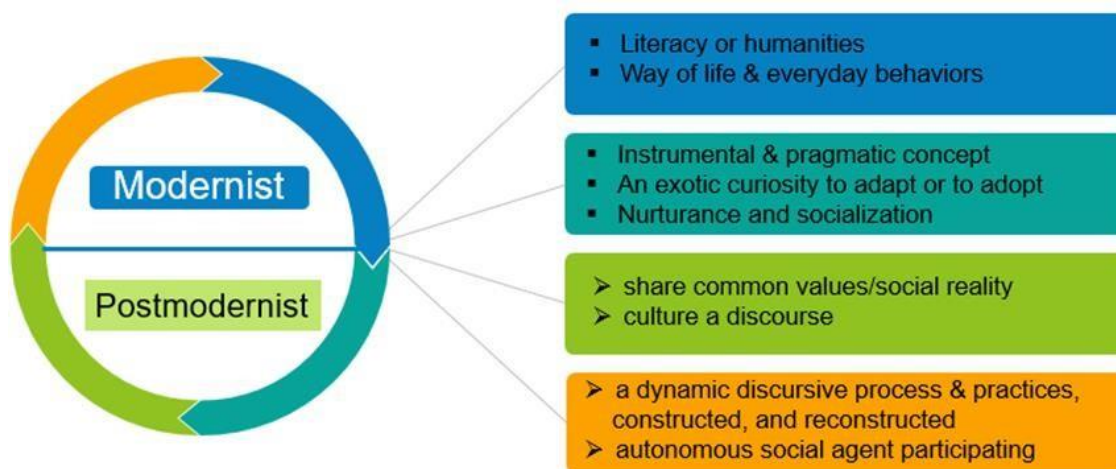 Modernist
Postmodernist
▪ Literacy or humanities
▪ Way of life & everyday behaviors
▪ Instrumental & pragmatic concept
▪ An exotic curiosity to adapt or to adopt
▪ Nurturance and socialization
➢ share common values/social reality
➢ culture a discourse
➢ a dynamic discursive process & practices,
constructed, and reconstructed
➢ autonomous social agent participating